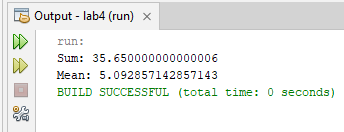 Output - lab4 (run)
run:
Sum: 35.650000000000006
Mean: 5.092857142857143
BUILD SUCCESSFUL (total time: 0 seconds)